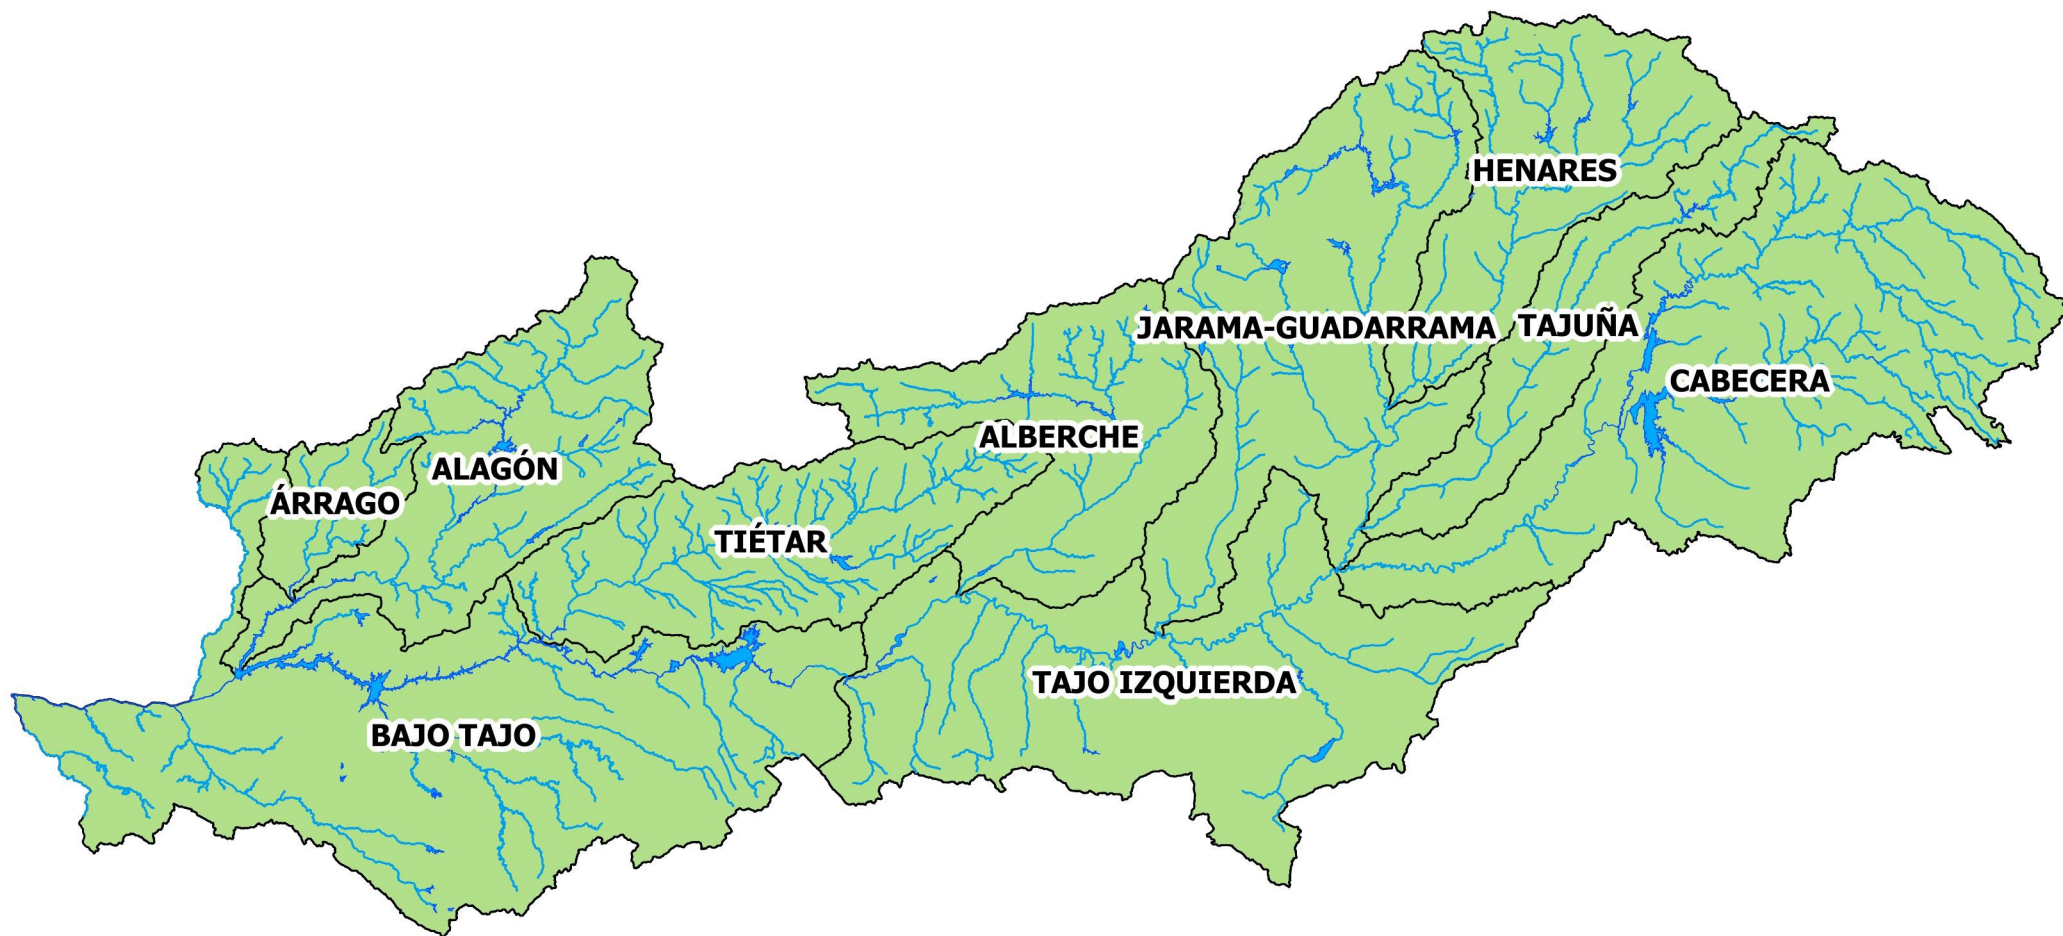 HENARES
JARAMA-GUADARRAMA
TAJUÑA
CABECERA
ALBERCHE
ALAGÓN
ÁRRAGO
TIÉTAR
TAJO IZQUIERDA
BAJO TAJO